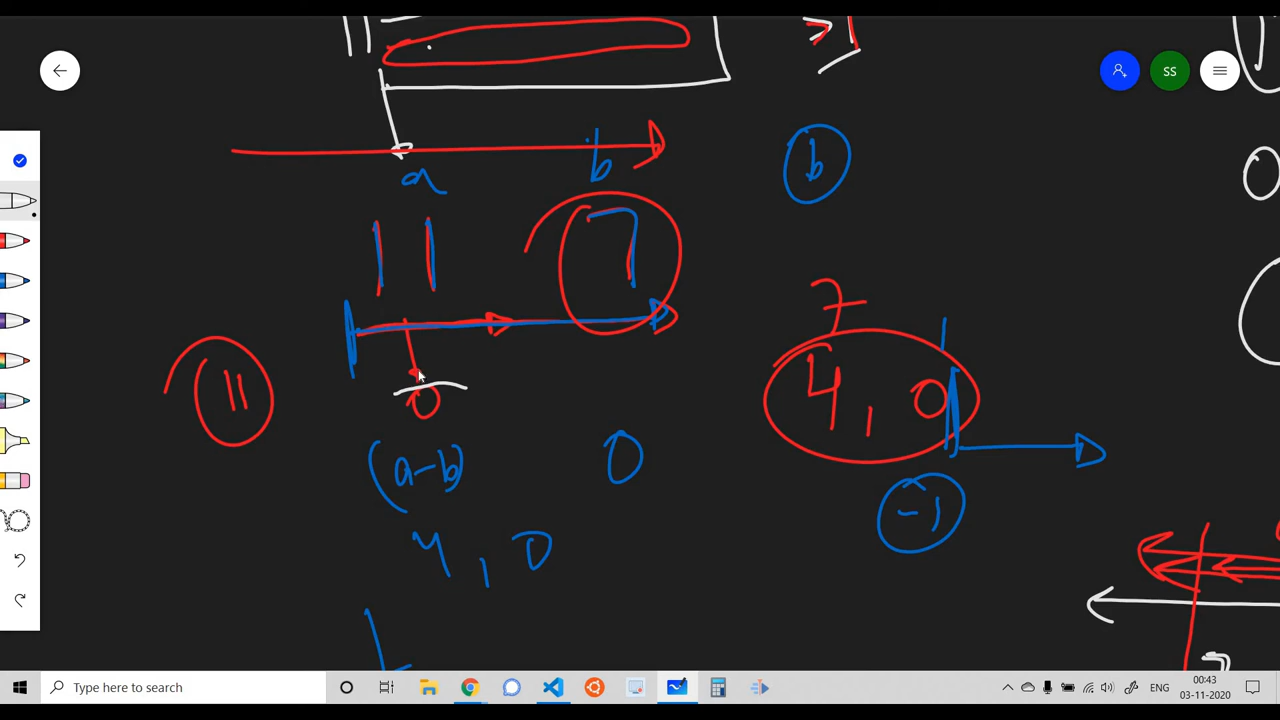 SS
b
a
b
11
7
7
11
4, 0
0
(a-b)
0
-1
4, 0
Type here to search
ENG
00:43
03-11-2020